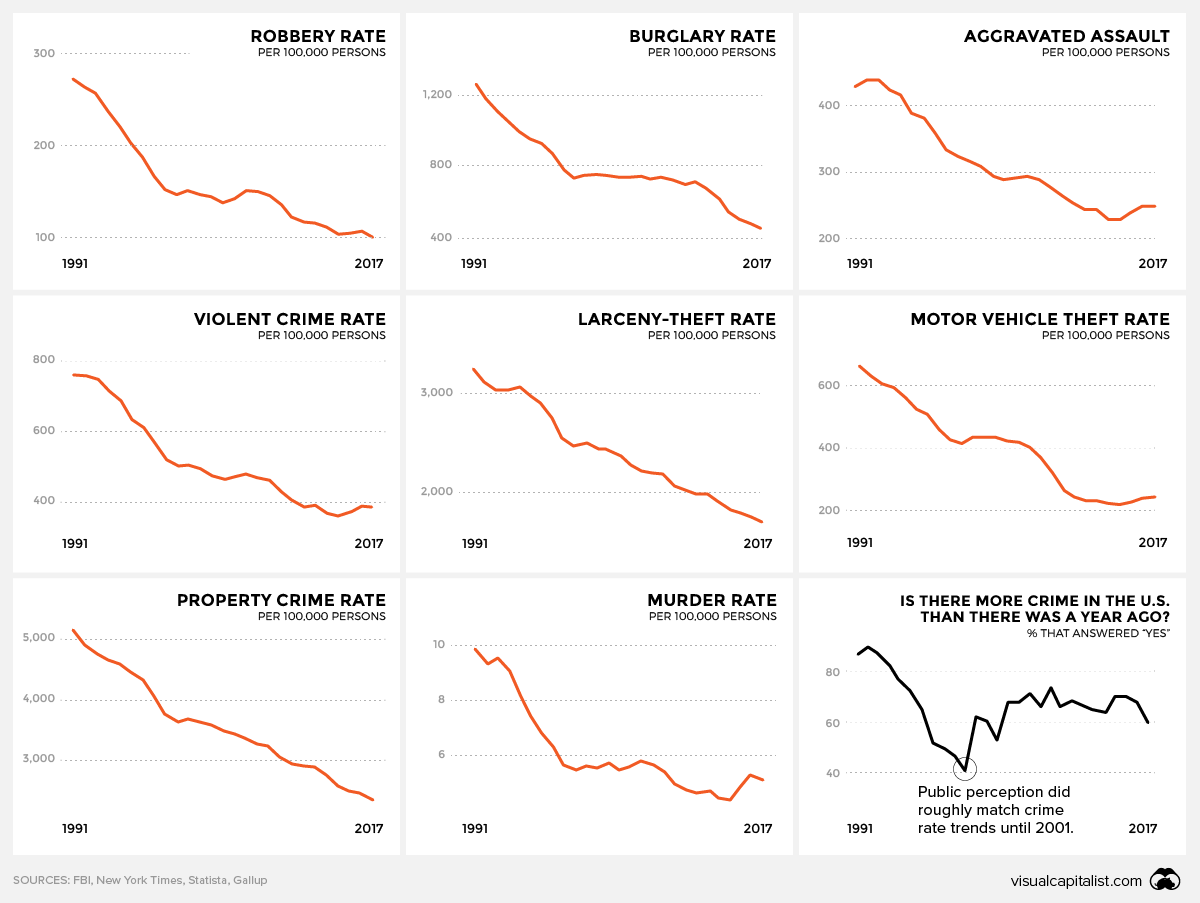 ROBBERY RATE
PER 100,000 PERSONS
300
200
100
1991
2017
BURGLARY RATE
PER 100,000 PERSONS
1,200
800
400
1991
2017
AGGRAVATED ASSAULT
PER 100,000 PERSONS
400
300
200
1991
2017
VIOLENT CRIME RATE
PER 100,000 PERSONS
800
600
400
1991
2017
LARCENY-THEFT RATE
PER 100,000 PERSONS
3,000
2,000
1991
2017
MOTOR VEHICLE THEFT RATE
PER 100,000 PERSONS
600
400
200
1991
2017
PROPERTY CRIME RATE
PER 100,000 PERSONS
5,000
4,000
3,000
1991
2017
MURDER RATE
PER 100,000 PERSONS
10
8
6
1991
2017
IS THERE MORE CRIME IN THE U.S.
THAN THERE WAS A YEAR AGO?
% THAT ANSWERED "YES"
80
60
40
Public perception did
roughly match crime
rate trends until 2001.
1991
2017
SOURCES: FBI, New York Times, Statista, Gallup
visualcapitalist.com